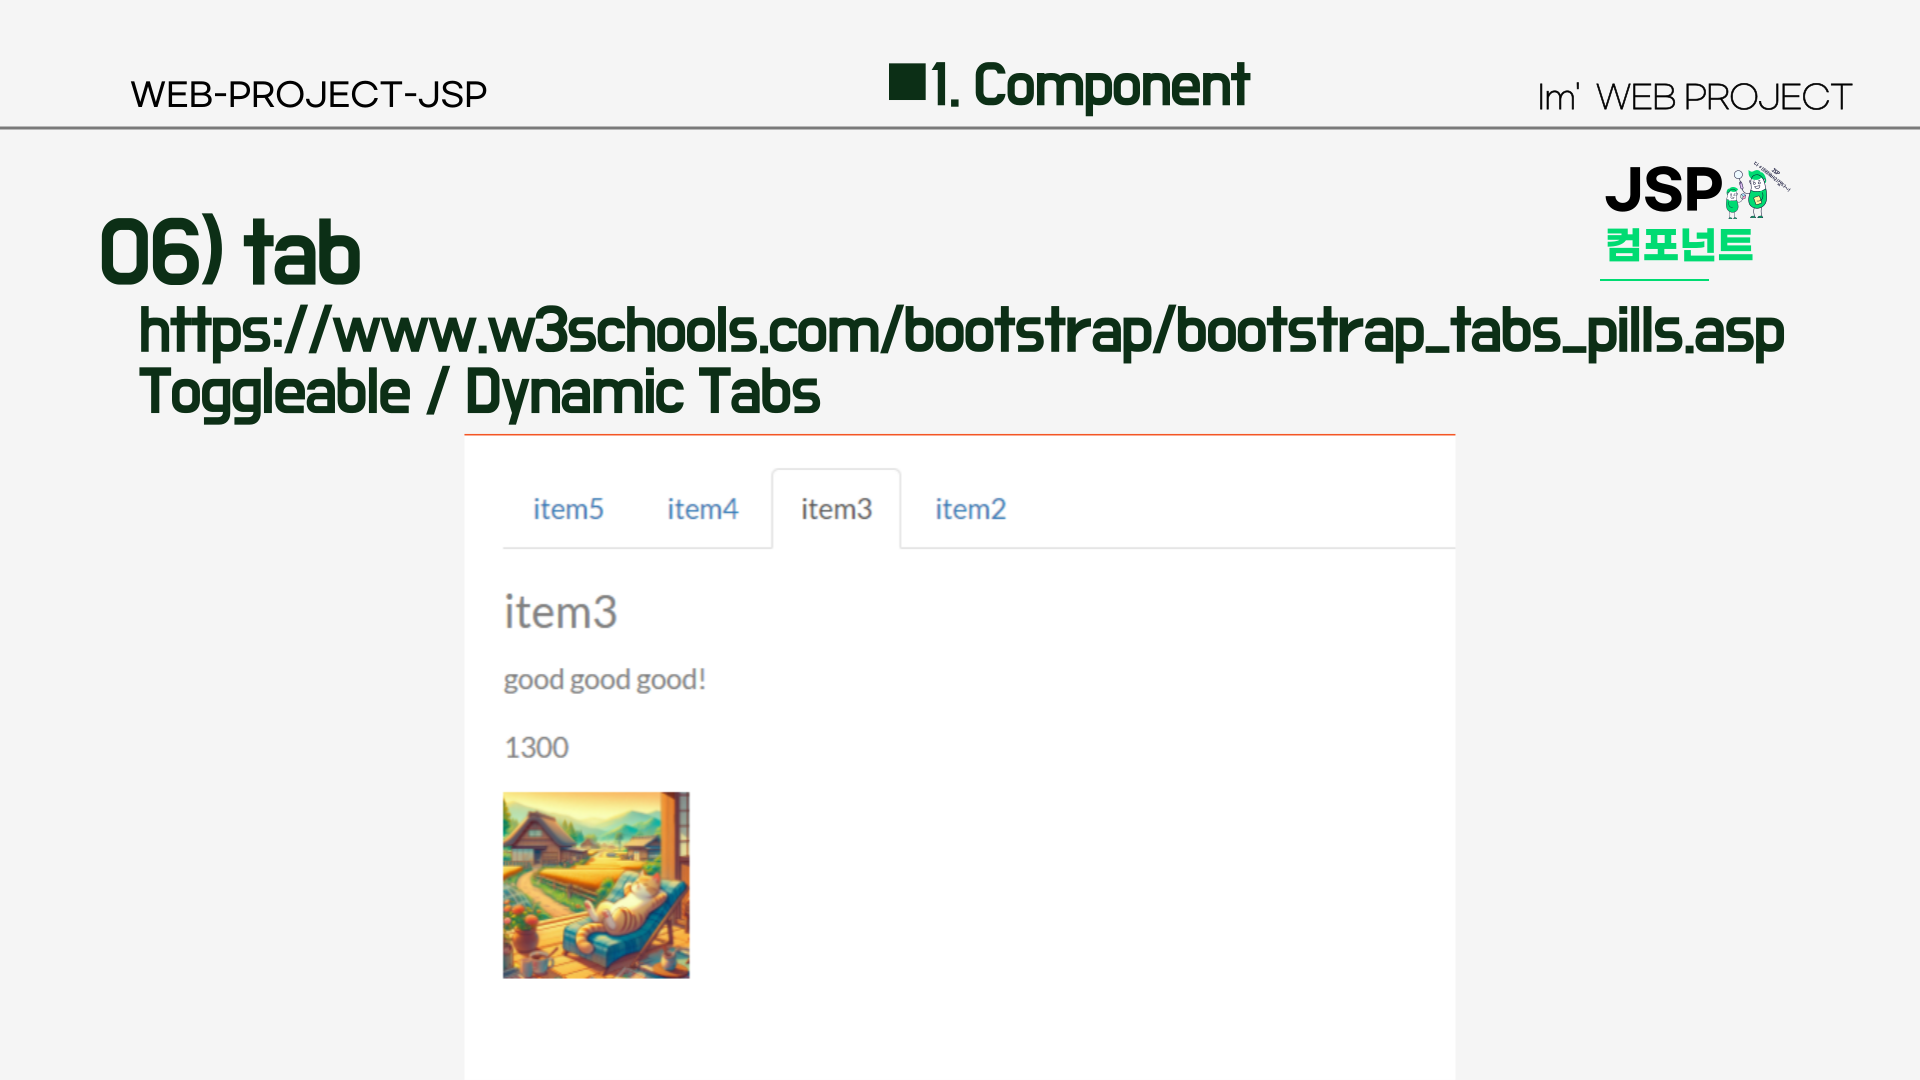 WEB-PROJECT-JSP
■1. Component
Im' WEB PROJECT
JSP
컴포넌트
06) tab
https://www.w3schools.com/bootstrap/bootstrap_tabs_pills.asp
Toggleable / Dynamic Tabs
item5 item4 item3 item2
item3
good good good!
1300